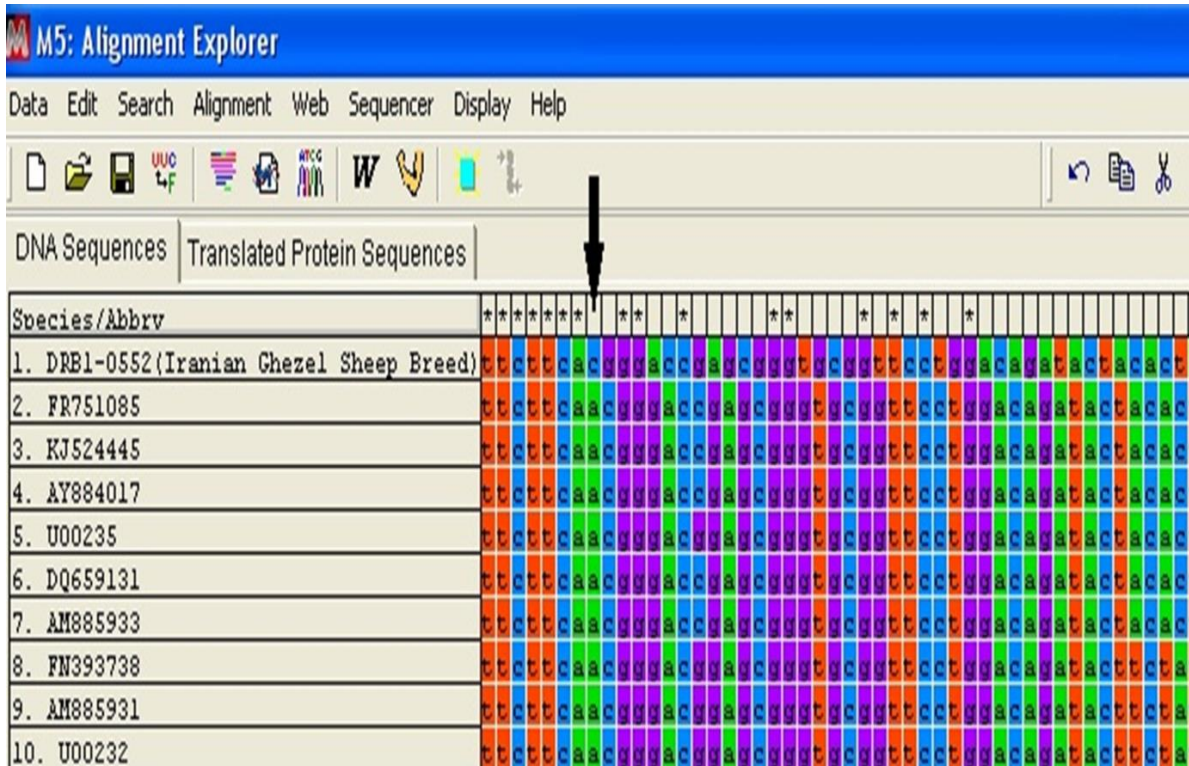 M M5: Alignment Explorer
Data Edit Search Alignment Web Sequencer Display Help
UUC F ATCG W
DNA Sequences Translated Protein Sequences
Species/Abbrv * * * * * * * * * * * * * * * *
1. DRB1-0552(Iranian Ghezel Sheep Breed) t t c t t c a c g g g a c c g a g c g g g t g c g g t t c c t g g a c a g a t a c t a c a c t
2. FR751085 t t c t t c a a c g g g a c c g a g c g g g t g c g g t t c c t g g a c a g a t a c t a c a c
3. KJ524445 t t c t t c a a c g g g a c c g a g c g g g t g c g g t t c c t g g a c a g a t a c t a c a c
4. AY884017 t t c t t c a a c g g g a c c g a g c g g g t g c g g t t c c t g g a c a g a t a c t a c a c
5. U00235 t t c t t c a a c g g g a c g g a g c g g g t g c g g t t c c t g g a c a g a t a c t a c a c
6. DQ659131 t t c t t c a a c g g g a c c g a g c g g g t g c g g t t c c t g g a c a g a t a c t a c a c
7. AM885933 t t c t t c a a c g g g a c c g a g c g g g t g c g g t t c c t g g a c a g a t a c t a c a c
8. FN393738 t t c t t c a a c g g g a c g g a g c g g g t g c g g t t c c t g g a c a g a t a c t t c t a
9. AM885931 t t c t t c a a c g g g a c g g a g c g g g t g c g g t t c c t g g a c a g a t a c t t c t a
10. U00232 t t c t t c a a c g g g a c g g a g c g g g t g c g g t t c c t g g a c a g a t a c t t c t a